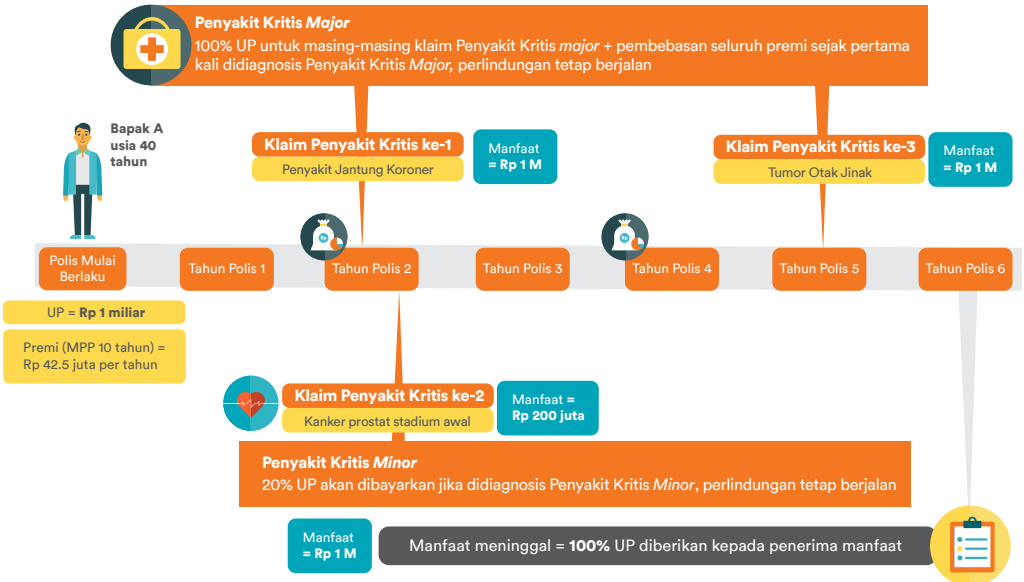 Penyakit Kritis Major
100% UP untuk masing-masing klaim Penyakit Kritis major + pembebasan seluruh premi sejak pertama
kali didiagnosis Penyakit Kritis Major, perlindungan tetap berjalan
Bapak A
usia 40
tahun
Klaim Penyakit Kritis ke-1
Penyakit Jantung Koroner
Manfaat
= Rp 1 M
Klaim Penyakit Kritis ke-3
Tumor Otak Jinak
Manfaat
= Rp 1 M
Polis Mulai
Berlaku
Tahun Polis 1
Rp
Tahun Polis 2
Tahun Polis 3
Rp
Tahun Polis 4
Tahun Polis 5
Tahun Polis 6
UP = Rp 1 miliar
Premi (MPP 10 tahun) =
Rp 42.5 juta per tahun
Klaim Penyakit Kritis ke-2
Kanker prostat stadium awal
Manfaat =
Rp 200 juta
Penyakit Kritis Minor
20% UP akan dibayarkan jika didiagnosis Penyakit Kritis Minor, perlindungan tetap berjalan
Manfaat
= Rp 1 M
Manfaat meninggal = 100% UP diberikan kepada penerima manfaat